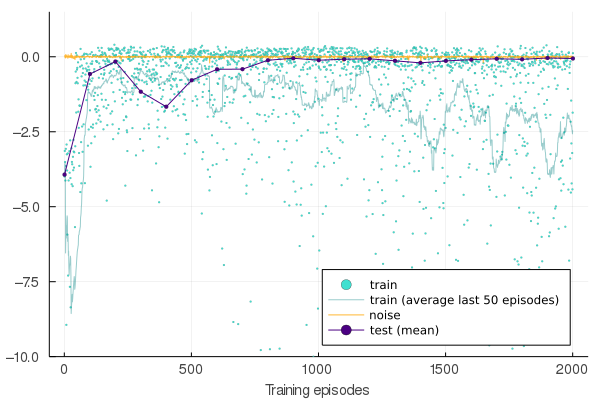 0.0
−2.5
−5.0
−7.5
−10.0
0 500 1000 1500 2000
Training episodes
train
train (average last 50 episodes)
noise
test (mean)